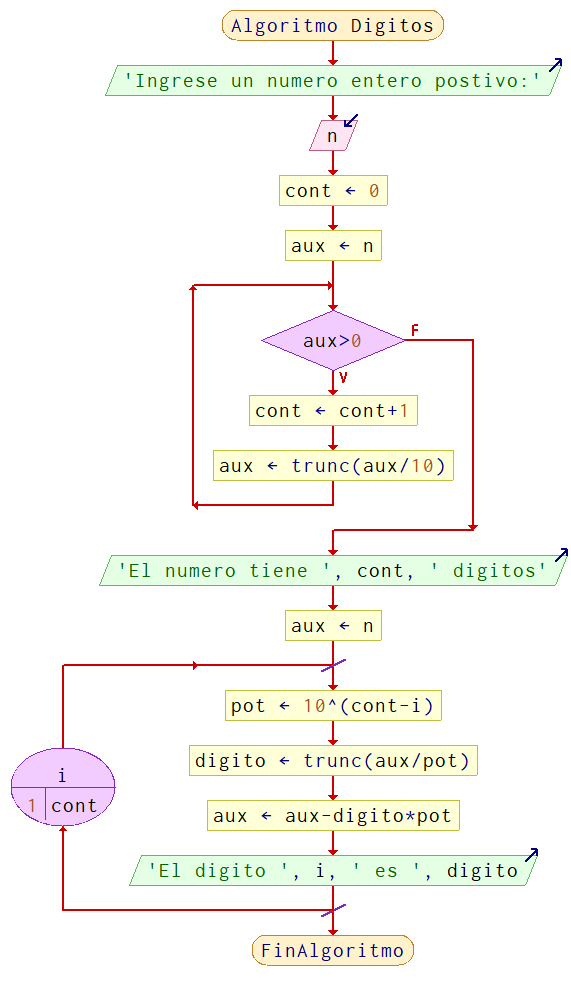 Algoritmo Digitos
'Ingrese un numero entero postivo:'
n
cont ← 0
aux ← n
aux>0
F
V
cont ← cont+1
aux ← trunc(aux/10)
'El numero tiene ', cont, ' digitos'
aux ← n
pot ← 10^(cont-i)
digito ← trunc(aux/pot)
i
1 cont
aux ← aux-digito*pot
'El digito ', i, ' es ', digito
FinAlgoritmo